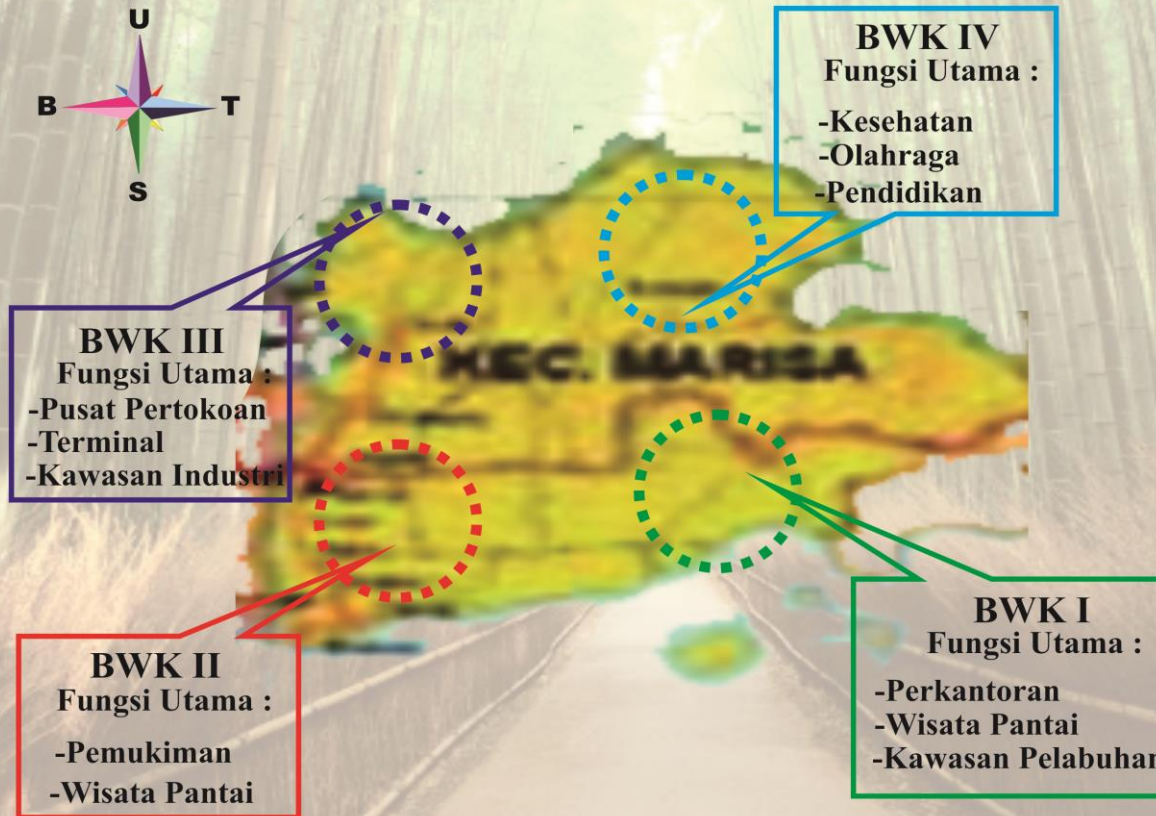 U
B
T
S
BWK IV
Fungsi Utama :
-Kesehatan
-Olahraga
-Pendidikan
BWK III
Fungsi Utama :
-Pusat Pertokoan
-Terminal
-Kawasan Industri
KEC. MARISA
BWK II
Fungsi Utama :
-Pemukiman
-Wisata Pantai
BWK I
Fungsi Utama :
-Perkantoran
-Wisata Pantai
-Kawasan Pelabuhan